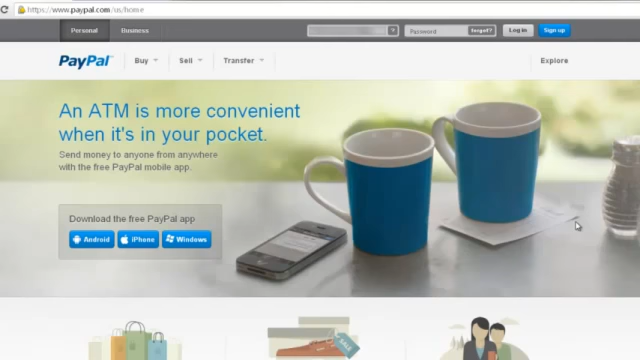 https://www.paypal.com/us/home
Personal
Business
?
Password
forgot?
Log in
Sign up
PayPal
Buy
Sell
Transfer
Explore
An ATM is more convenient
when it's in your pocket.
Send money to anyone from anywhere
with the free PayPal mobile app.
Download the free PayPal app
Android
iPhone
Windows
SALE